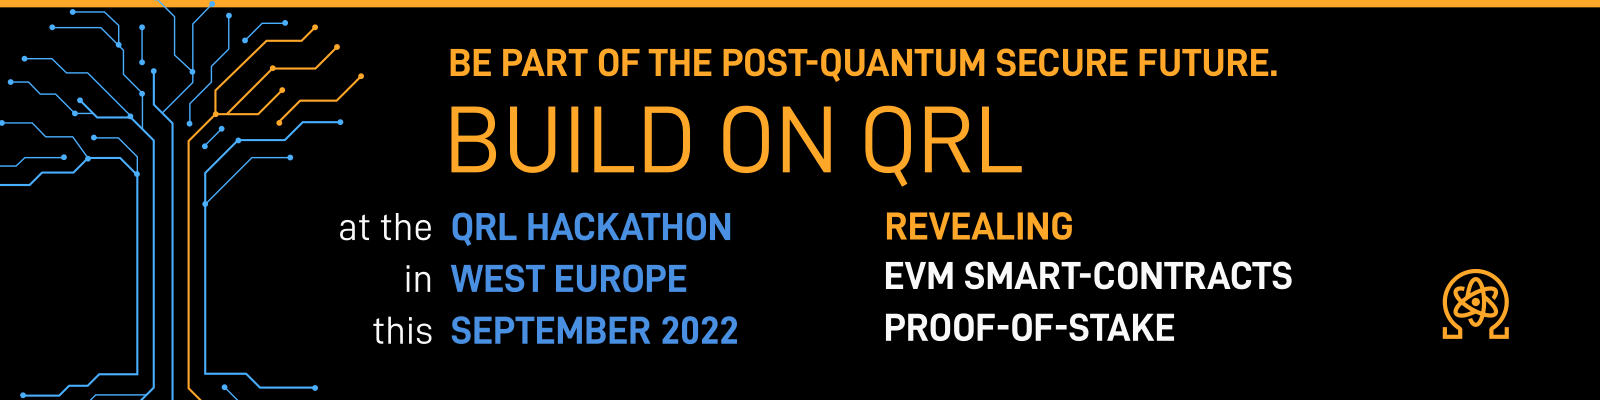 BE PART OF THE POST-QUANTUM SECURE FUTURE.
BUILD ON QRL
at the QRL HACKATHON
in WEST EUROPE
this SEPTEMBER 2022
REVEALING
EVM SMART-CONTRACTS
PROOF-OF-STAKE